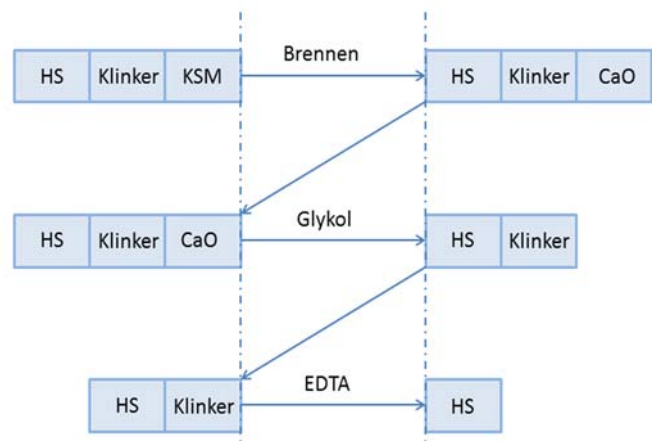 Brennen
HS Klinker KSM HS Klinker CaO
Glykol
HS Klinker CaO HS Klinker
EDTA
HS Klinker HS